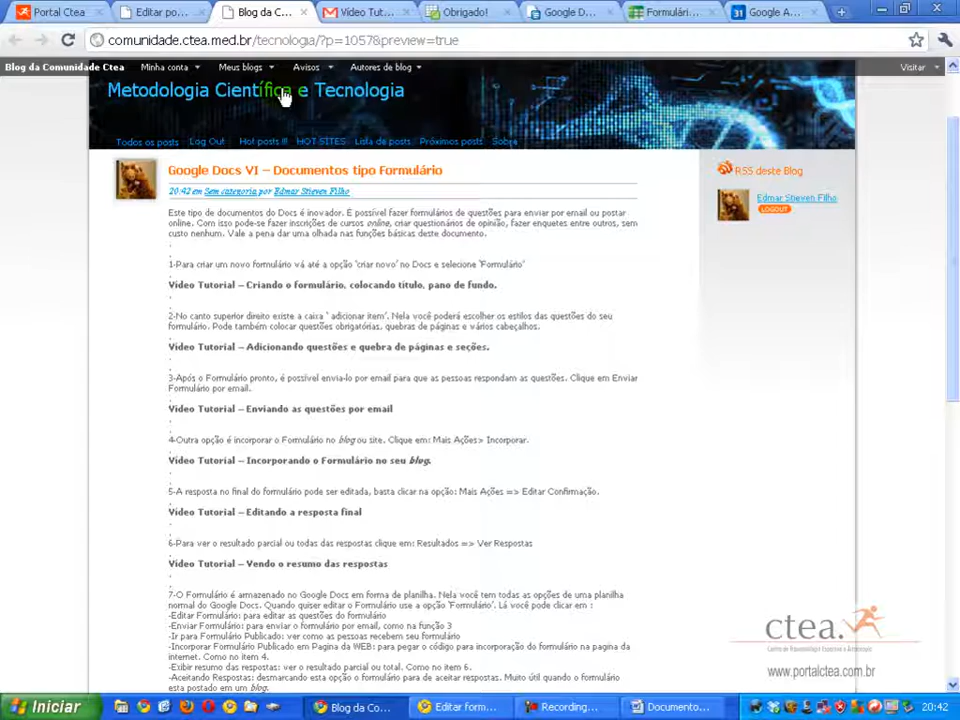 Portal Ctea
Editar po...
Blog da C...
Vídeo Tut...
Obrigado!
Google D...
Formulári...
Google A...
comunidade.ctea.med.br/tecnologia/?p=1057&preview=true
Blog da Comunidade Ctea
Minha conta
Meus blogs
Avisos
Autores de blog
Visitar
Metodologia Científica e Tecnologia
Todos os posts
Log Out
Hot posts !!!
HOT SITES
Lista de posts
Próximos posts
Sobre
Google Docs VI – Documentos tipo Formulário
20:42 em Sem categoria por Edmar Stieven Filho
RSS deste Blog
Edmar Stieven Filho
LOGOUT
Este tipo de documentos do Docs é inovador. É possível fazer formulários de questões para enviar por email ou postar
online. Com isso pode-se fazer inscrições de cursos online, criar questionários de opinião, fazer enquetes entre outros, sem
custo nenhum. Vale a pena dar uma olhada nas funções básicas deste documento.
.
1-Para criar um novo formulário vá até a opção 'criar novo' no Docs e selecione 'Formulário'
.
Vídeo Tutorial – Criando o formulário, colocando título, pano de fundo.
.
.
2-No canto superior direito existe a caixa ' adicionar item'. Nela você poderá escolher os estilos das questões do seu
formulário. Pode também colocar questões obrigatórias, quebras de páginas e vários cabeçalhos.
.
Vídeo Tutorial – Adicionando questões e quebra de páginas e seções.
.
.
3-Após o Formulário pronto, é possível envia-lo por email para que as pessoas respondam as questões. Clique em Enviar
Formulário por email.
.
Vídeo Tutorial – Enviando as questões por email
.
.
4-Outra opção é incorporar o Formulário no blog ou site. Clique em: Mais Ações> Incorporar.
.
Vídeo Tutorial – Incorporando o Formulário no seu blog.
.
.
5-A resposta no final do formulário pode ser editada, basta clicar na opção: Mais Ações => Editar Confirmação.
.
Vídeo Tutorial – Editando a resposta final
.
.
6-Para ver o resultado parcial ou todas das respostas clique em: Resultados => Ver Respostas
.
Vídeo Tutorial – Vendo o resumo das respostas
.
.
7-O Formulário é armazenado no Google Docs em forma de planilha. Nela você tem todas as opções de uma planilha
normal do Google Docs. Quando quiser editar o Formulário use a opção 'Formulário'. Lá você pode clicar em :
-Editar Formulário: para editar as questões do formulário
-Enviar Formulário: para enviar o formulário por email, como na função 3
-Ir para Formulário Publicado: ver como as pessoas recebem seu formulário
-Incorporar Formulário Publicado em Pagina da WEB: para pegar o código para incorporação do formulário na pagina da
internet. Como no item 4.
-Exibir resumo das respostas: ver o resultado parcial ou total. Como no item 6.
-Aceitando Respostas: desmarcando esta opção o formulário para de aceitar respostas. Muito útil quando o formulário
esta postado em um blog.
ctea.
www.portalctea.com.br
Iniciar
Blog da Co...
Editar form...
Recording...
Documento...
20:42